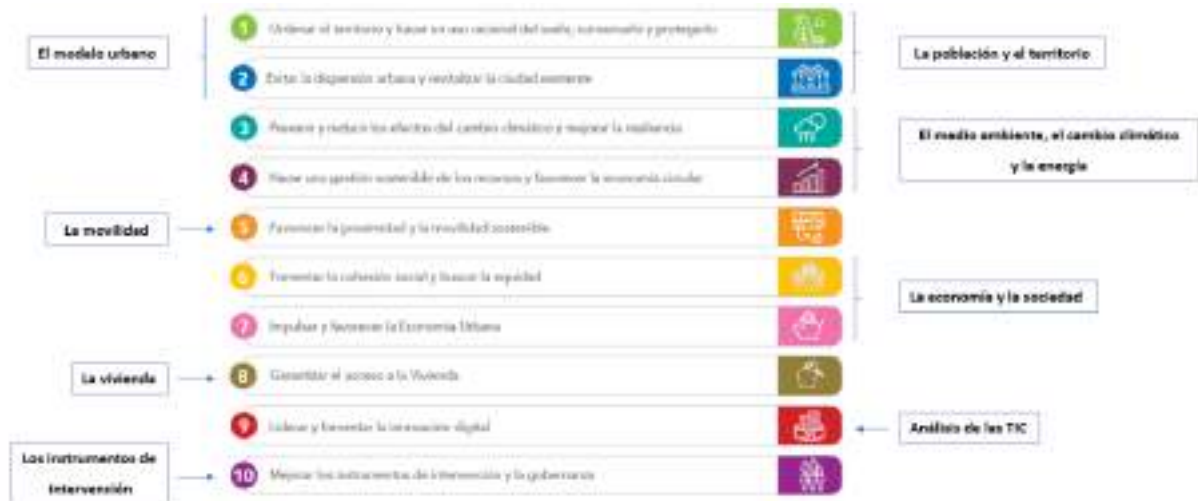 El modelo urbano
1 Ordenar el territorio y hacer un uso racional del suelo, conservarlo y protegerlo
2 Evitar la dispersión urbana y revitalizar la ciudad existente
La población y el territorio
3 Prevenir y reducir los efectos del cambio climático y mejorar la resiliencia
4 Hacer una gestión sostenible de los recursos y favorecer la economía circular
El medio ambiente, el cambio climático
y la energía
La movilidad
5 Favorecer la proximidad y la movilidad sostenible
6 Fomentar la cohesión social y buscar la equidad
7 Impulsar y favorecer la Economía Urbana
La economía y la sociedad
La vivienda
8 Garantizar el acceso a la Vivienda
9 Liderar y fomentar la innovación digital
Análisis de las TIC
Los instrumentos de
intervención
10 Mejorar los instrumentos de intervención y la gobernanza